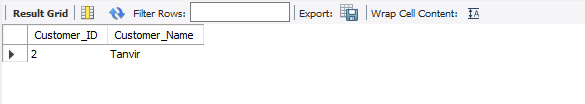 Result Grid Filter Rows: Export: Wrap Cell Content:
Customer_ID Customer_Name
2 Tanvir